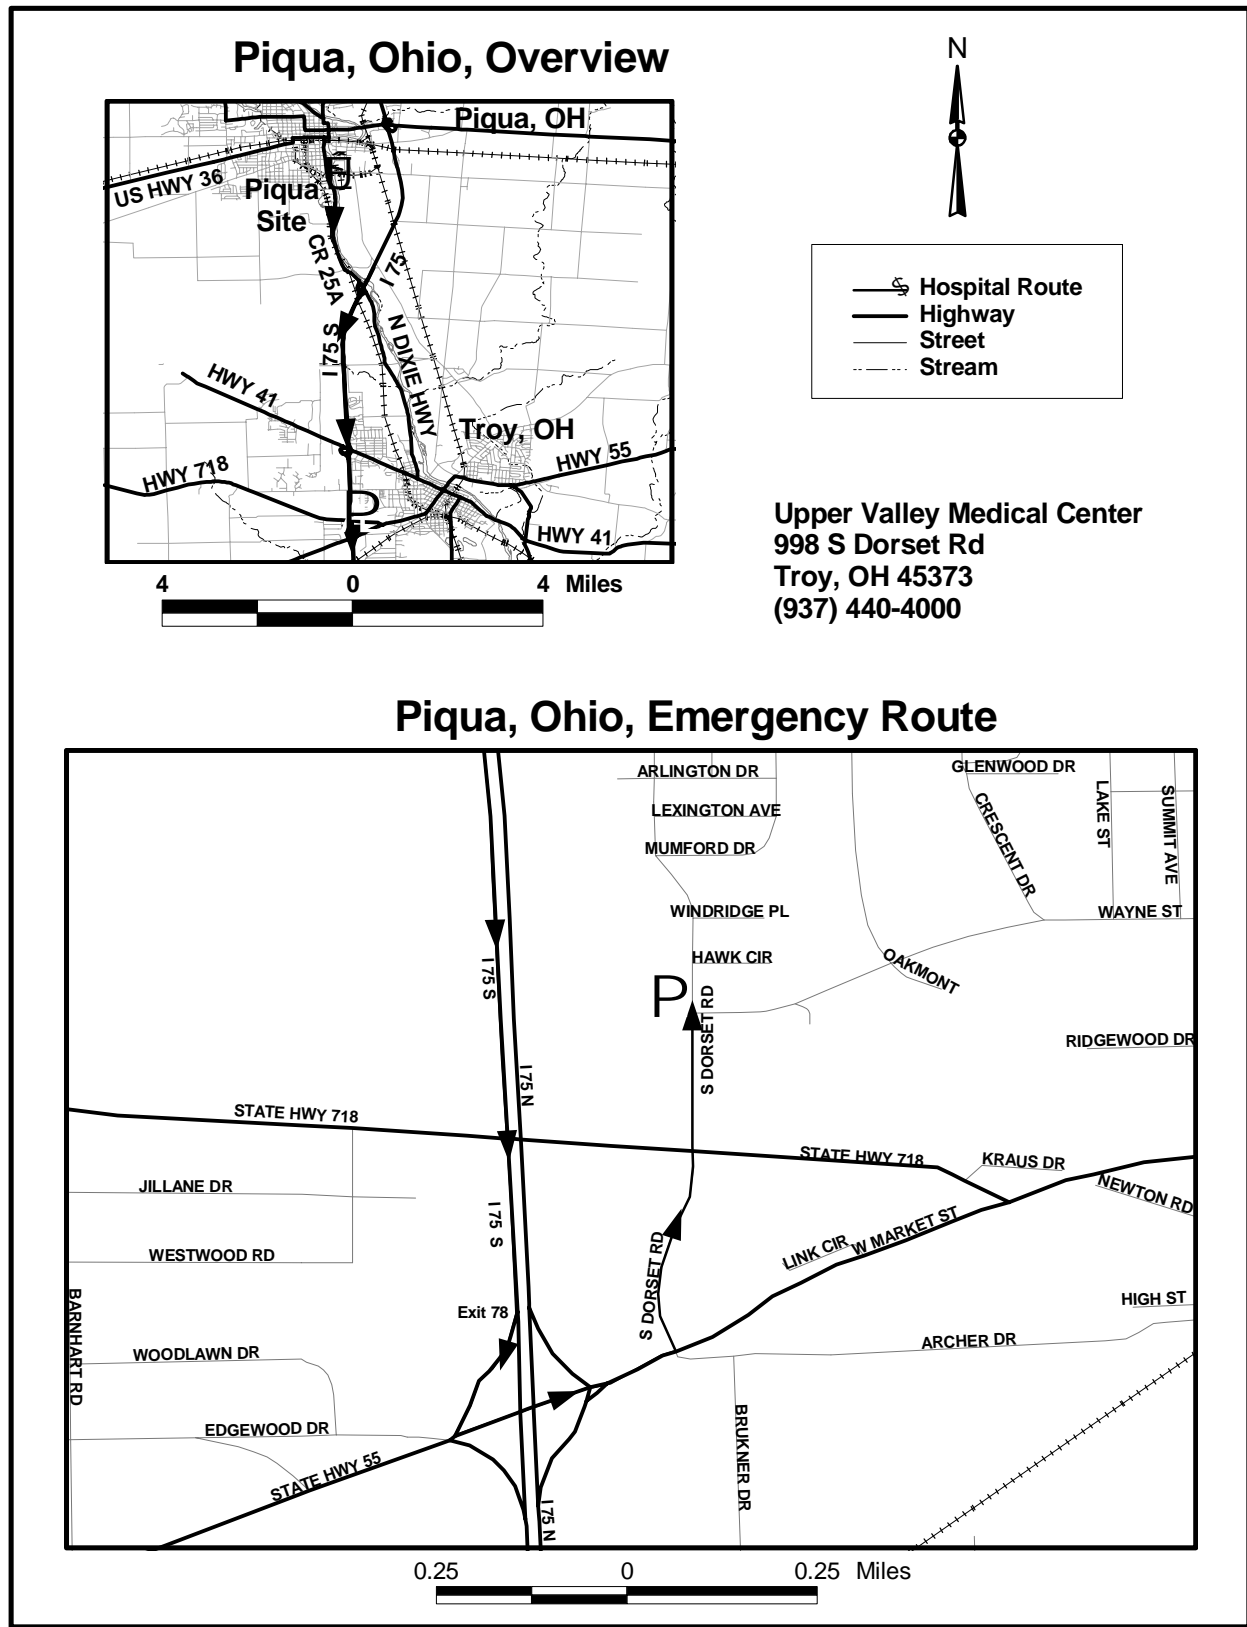 Piqua, Ohio, Overview
N
Piqua, OH
US HWY 36
Piqua
Site
CR 25A
I 75
I 75 S
N DIXIE HWY
HWY 41
Troy, OH
HWY 55
HWY 718
P
HWY 41
4 0 4 Miles
Hospital Route
Highway
Street
Stream
Upper Valley Medical Center
998 S Dorset Rd
Troy, OH 45373
(937) 440-4000
Piqua, Ohio, Emergency Route
ARLINGTON DR
GLENWOOD DR
LEXINGTON AVE
CRESCENT DR
LAKE ST
SUMMIT AVE
MUMFORD DR
WINDRIDGE PL
WAYNE ST
HAWK CIR
OAKMONT
I 75 S
P
S DORSET RD
RIDGEWOOD DR
I 75 N
STATE HWY 718
STATE HWY 718
KRAUS DR
JILLANE DR
NEWTON RD
I 75 S
W MARKET ST
LINK CIR
WESTWOOD RD
S DORSET RD
BARNHART RD
Exit 78
HIGH ST
ARCHER DR
WOODLAWN DR
EDGEWOOD DR
BRUKNER DR
STATE HWY 55
I 75 N
0.25 0 0.25 Miles